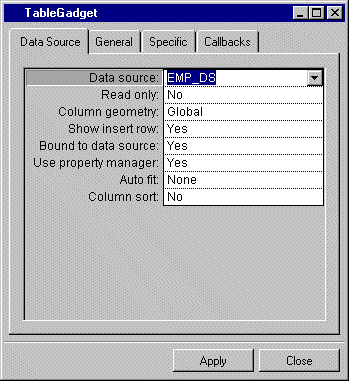 TableGadget
Data Source General Specific Callbacks
Data source: EMP_DS
Read only: No
Column geometry: Global
Show insert row: Yes
Bound to data source: Yes
Use property manager: Yes
Auto fit: None
Column sort: No
Apply Close